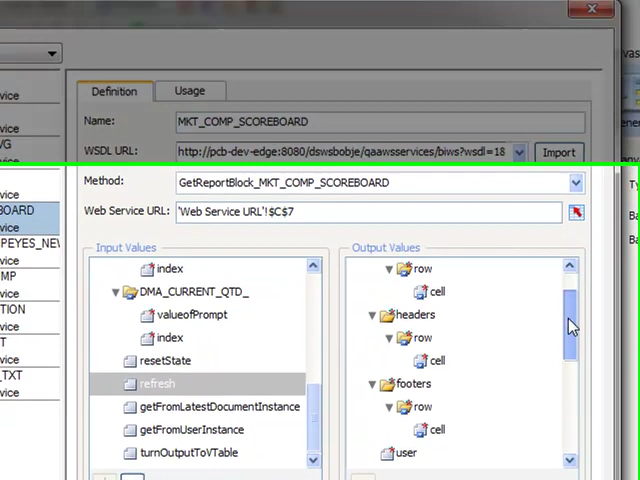 vice
Definition
Usage
Name:
MKT_COMP_SCOREBOARD
vice
VG
WSDL URL:
http://pcb-dev-edge:8080/dswsbobje/qaawsservices/biws?wsdl=18
Import
vice
Method:
GetReportBlock_MKT_COMP_SCOREBOARD
BOARD
vice
Web Service URL:
'Web Service URL'!$C$7
PEYES_NEV
vice
Input Values
Output Values
MP
vice
index
row
DMA_CURRENT_QTD_
cell
TION
vice
valueofPrompt
headers
T
vice
index
row
resetState
cell
_TXT
vice
refresh
footers
getFromLatestDocumentInstance
row
getFromUserInstance
cell
turnOutputToVTable
user